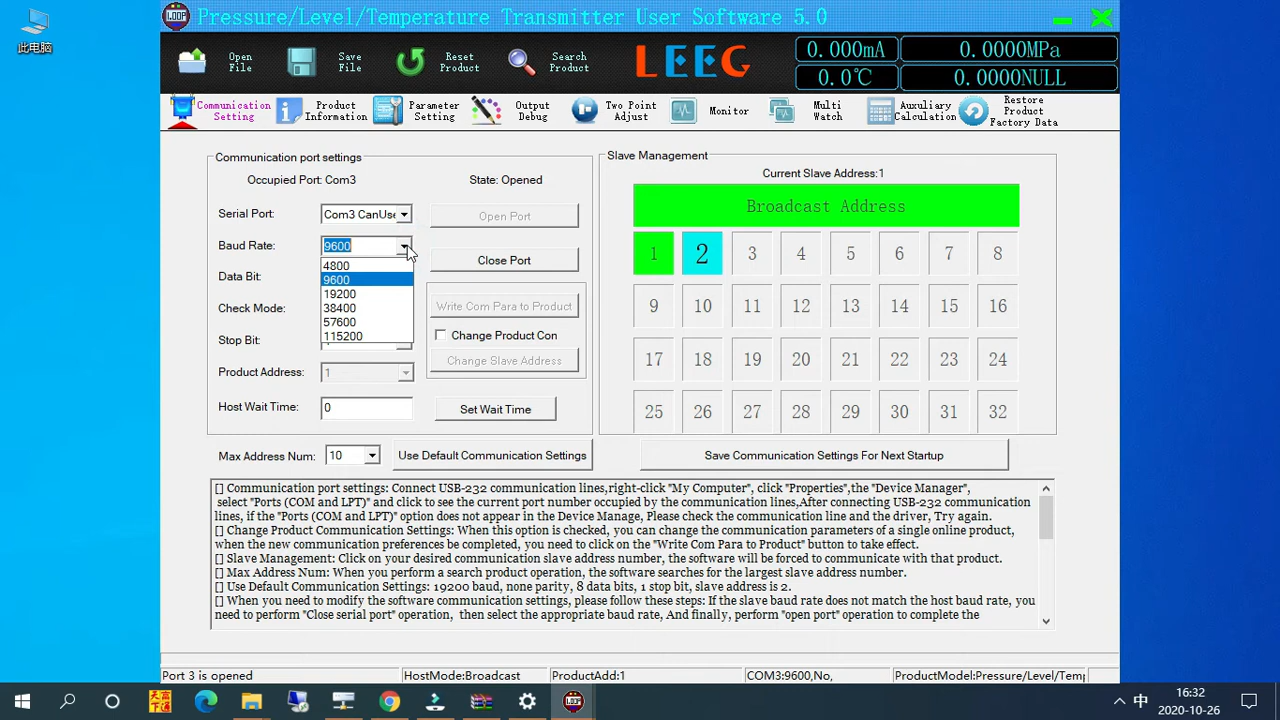 此电脑
LOOP
Pressure/Level/Temperature Transmitter User Software 5.0
Open File
Save File
Reset Product
Search Product
LEEG
0.000mA
0.0000MPa
0.0℃
0.0000NULL
Communication Setting
Product Information
Parameter Setting
Output Debug
Two Point Adjust
Monitor
Multi Watch
Auxuliary Calculation
Restore Product Factory Data
Communication port settings
Occupied Port: Com3
State: Opened
Serial Port:
Com3 CanUse
Open Port
Baud Rate:
9600
Close Port
4800
9600
19200
38400
57600
115200
Data Bit:
Check Mode:
Write Com Para to Product
Change Product Con
Stop Bit:
Change Slave Address
Product Address:
1
Host Wait Time:
0
Set Wait Time
Max Address Num:
10
Use Default Communication Settings
Slave Management
Current Slave Address:1
Broadcast Address
1 2 3 4 5 6 7 8
9 10 11 12 13 14 15 16
17 18 19 20 21 22 23 24
25 26 27 28 29 30 31 32
Save Communication Settings For Next Startup
[] Communication port settings: Connect USB-232 communication lines,right-click "My Computer", click "Properties",the "Device Manager",
select "Ports (COM and LPT)" and click to see the current port number occupied by the communication lines,After connecting USB-232 communication
lines, if the "Ports (COM and LPT)" option does not appear in the Device Manage, Please check the communication line and the driver, Try again.
[] Change Product Communication Settings: When this option is checked, you can change the communication parameters of a single online product,
when the new communication preferences be completed, you need to click on the "Write Com Para to Product" button to take effect.
[] Slave Management: Click on your desired communication slave address number, the software will be forced to communicate with that product.
[] Max Address Num: When you perform a search product operation, the software searches for the largest slave address number.
[] Use Default Communication Settings: 19200 baud, none parity, 8 data bits, 1 stop bit, slave address is 2.
[] When you need to modify the software communication settings, please follow these steps: If the slave baud rate does not match the host baud rate, you
need to perform "Close serial port" operation, then select the appropriate baud rate, And finally, perform "open port" operation to complete the
Port 3 is opened
HostMode:Broadcast
ProductAdd:1
COM3:9600,No,
ProductModel:Pressure/Level/Temp
天下
中
16:32
2020-10-26